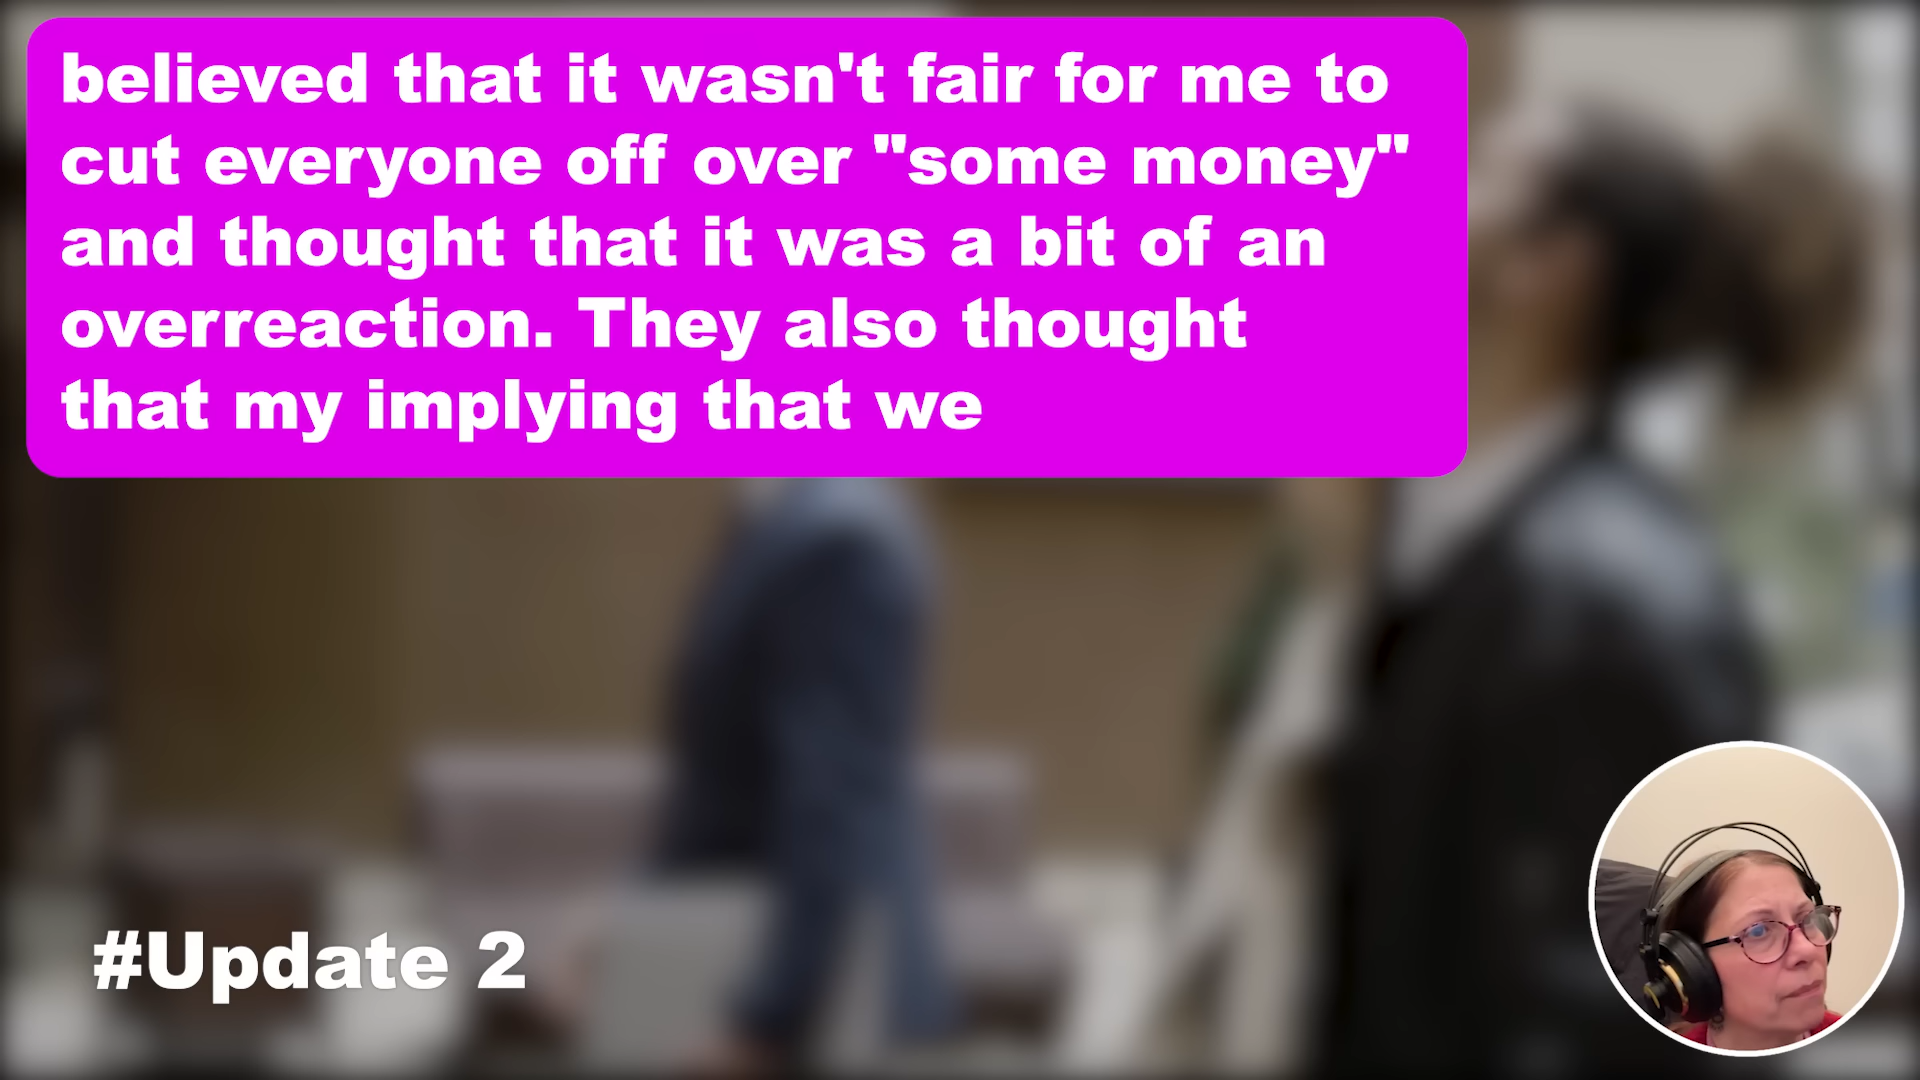 believed that it wasn't fair for me to
cut everyone off over "some money"
and thought that it was a bit of an
overreaction. They also thought
that my implying that we
#Update 2